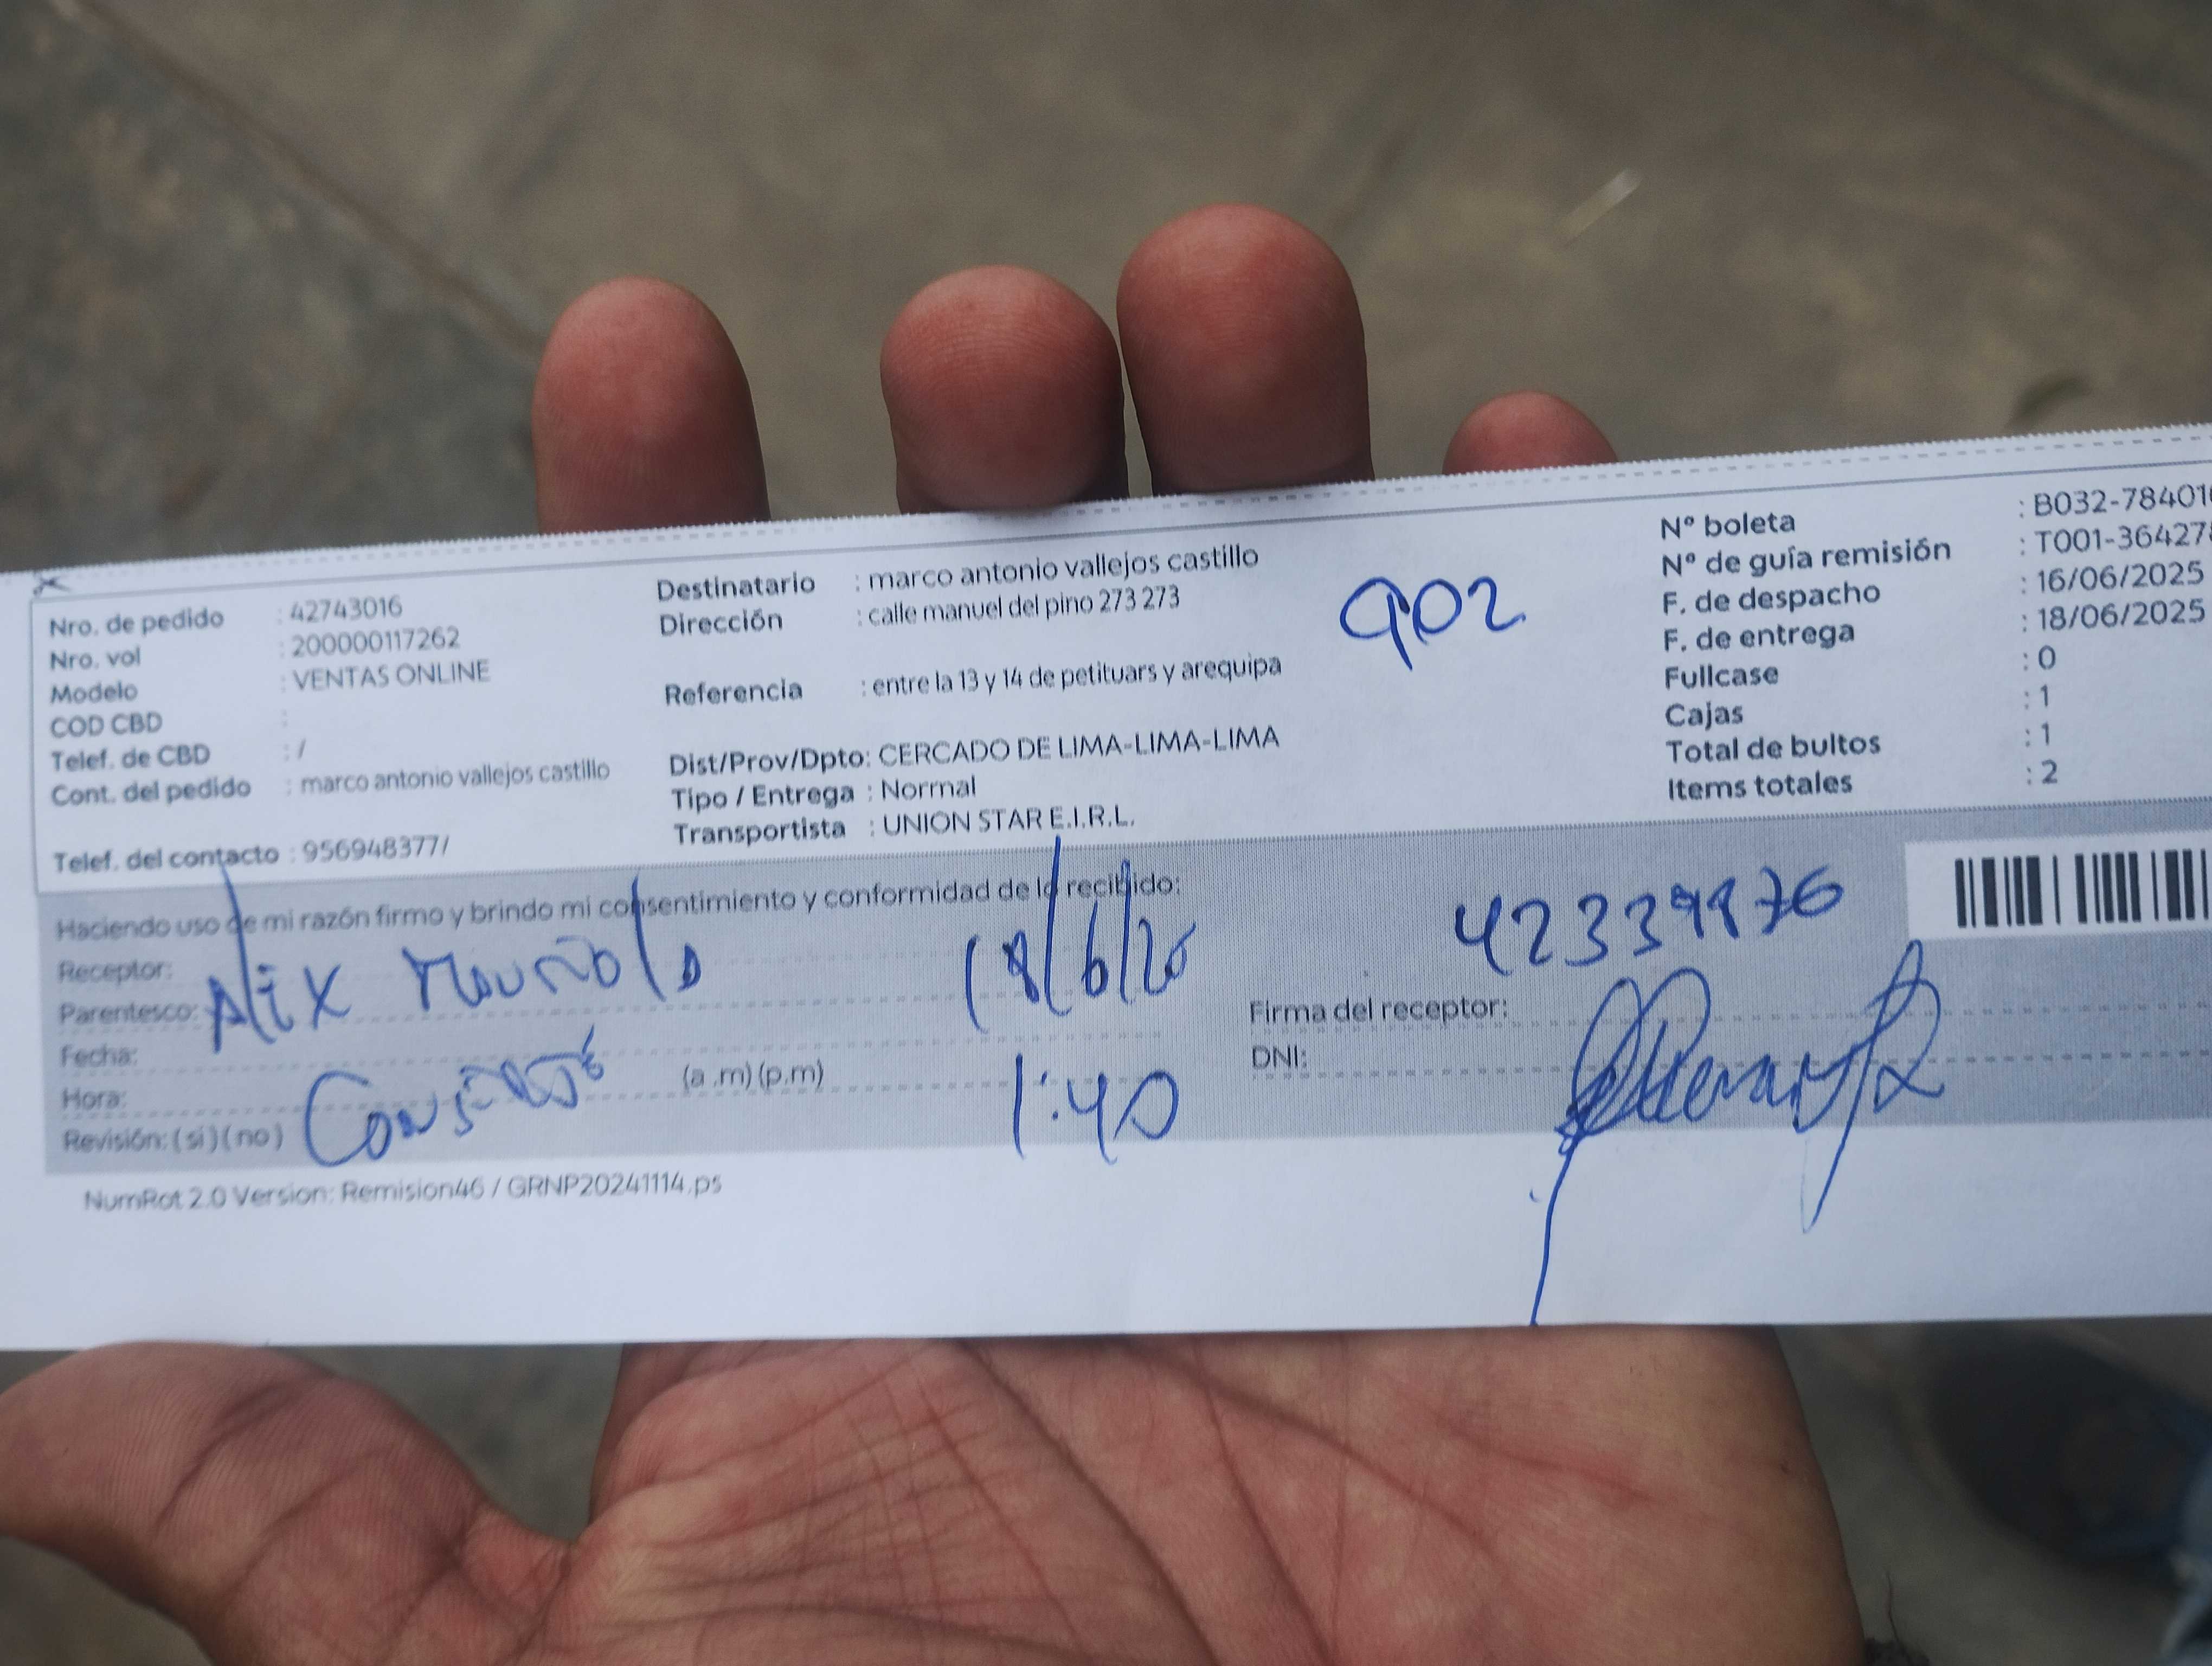 Nro. de pedido : 42743016
Nro. vol : 200000117262
Modelo : VENTAS ONLINE
COD CBD :
Telef. de CBD : /
Cont. del pedido : marco antonio vallejos castillo
Telef. del contacto : 956948377/
Destinatario : marco antonio vallejos castillo
Dirección : calle manuel del pino 273 273
902
Referencia : entre la 13 y 14 de petituars y arequipa
Dist/Prov/Dpto: CERCADO DE LIMA-LIMA-LIMA
Tipo / Entrega : Normal
Transportista : UNION STAR E.I.R.L.
Nº boleta : B032-78401
Nº de guía remisión : T001-36427
F. de despacho : 16/06/2025
F. de entrega : 18/06/2025
Fullcase : 0
Cajas : 1
Total de bultos : 1
Items totales : 2
Haciendo uso de mi razón firmo y brindo mi consentimiento y conformidad de lo recibido:
Receptor:
Parentesco: Alix
Fecha: 18/6/25
Hora: (a .m) (p.m) 1:40
Revisión: (si) (no)
Firma del receptor:
DNI:
NumRot 2.0 Version: Remision46 / GRNP20241114.ps